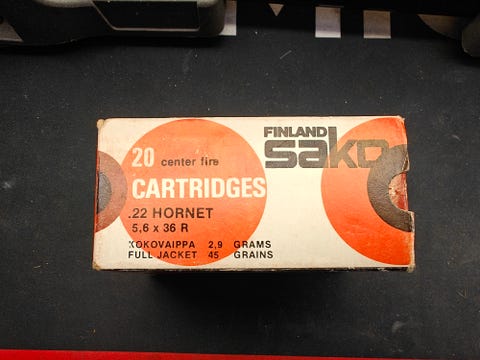 FINLAND
sako
20 center fire
CARTRIDGES
.22 HORNET
5,6 x 36 R
KOKOVAIPPA 2,9 GRAMS
FULL JACKET 45 GRAINS